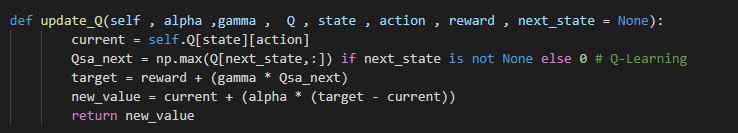 def update_Q(self , alpha ,gamma ,  Q , state , action , reward , next_state = None):
        current = self.Q[state][action]
        Qsa_next = np.max(Q[next_state,:]) if next_state is not None else 0 # Q-Learning
        target = reward + (gamma * Qsa_next)
        new_value = current + (alpha * (target - current))
        return new_value